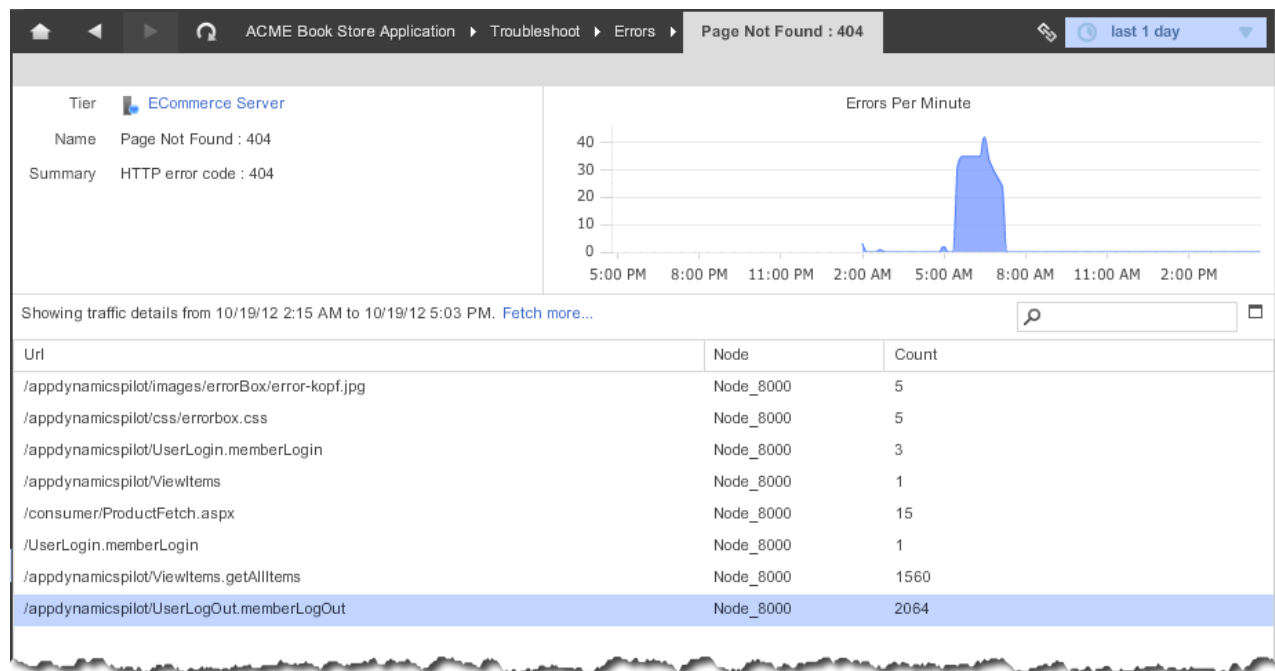 ACME Book Store Application Troubleshoot Errors Page Not Found : 404 last 1 day
Tier ECommerce Server
Name Page Not Found : 404
Summary HTTP error code : 404
Errors Per Minute
40
30
20
10
0
5:00 PM 8:00 PM 11:00 PM 2:00 AM 5:00 AM 8:00 AM 11:00 AM 2:00 PM
Showing traffic details from 10/19/12 2:15 AM to 10/19/12 5:03 PM. Fetch more...
Url Node Count
/appdynamicspilot/images/errorBox/error-kopf.jpg Node_8000 5
/appdynamicspilot/css/errorbox.css Node_8000 5
/appdynamicspilot/UserLogin.memberLogin Node_8000 3
/appdynamicspilot/ViewItems Node_8000 1
/consumer/ProductFetch.aspx Node_8000 15
/UserLogin.memberLogin Node_8000 1
/appdynamicspilot/ViewItems.getAllItems Node_8000 1560
/appdynamicspilot/UserLogOut.memberLogOut Node_8000 2064